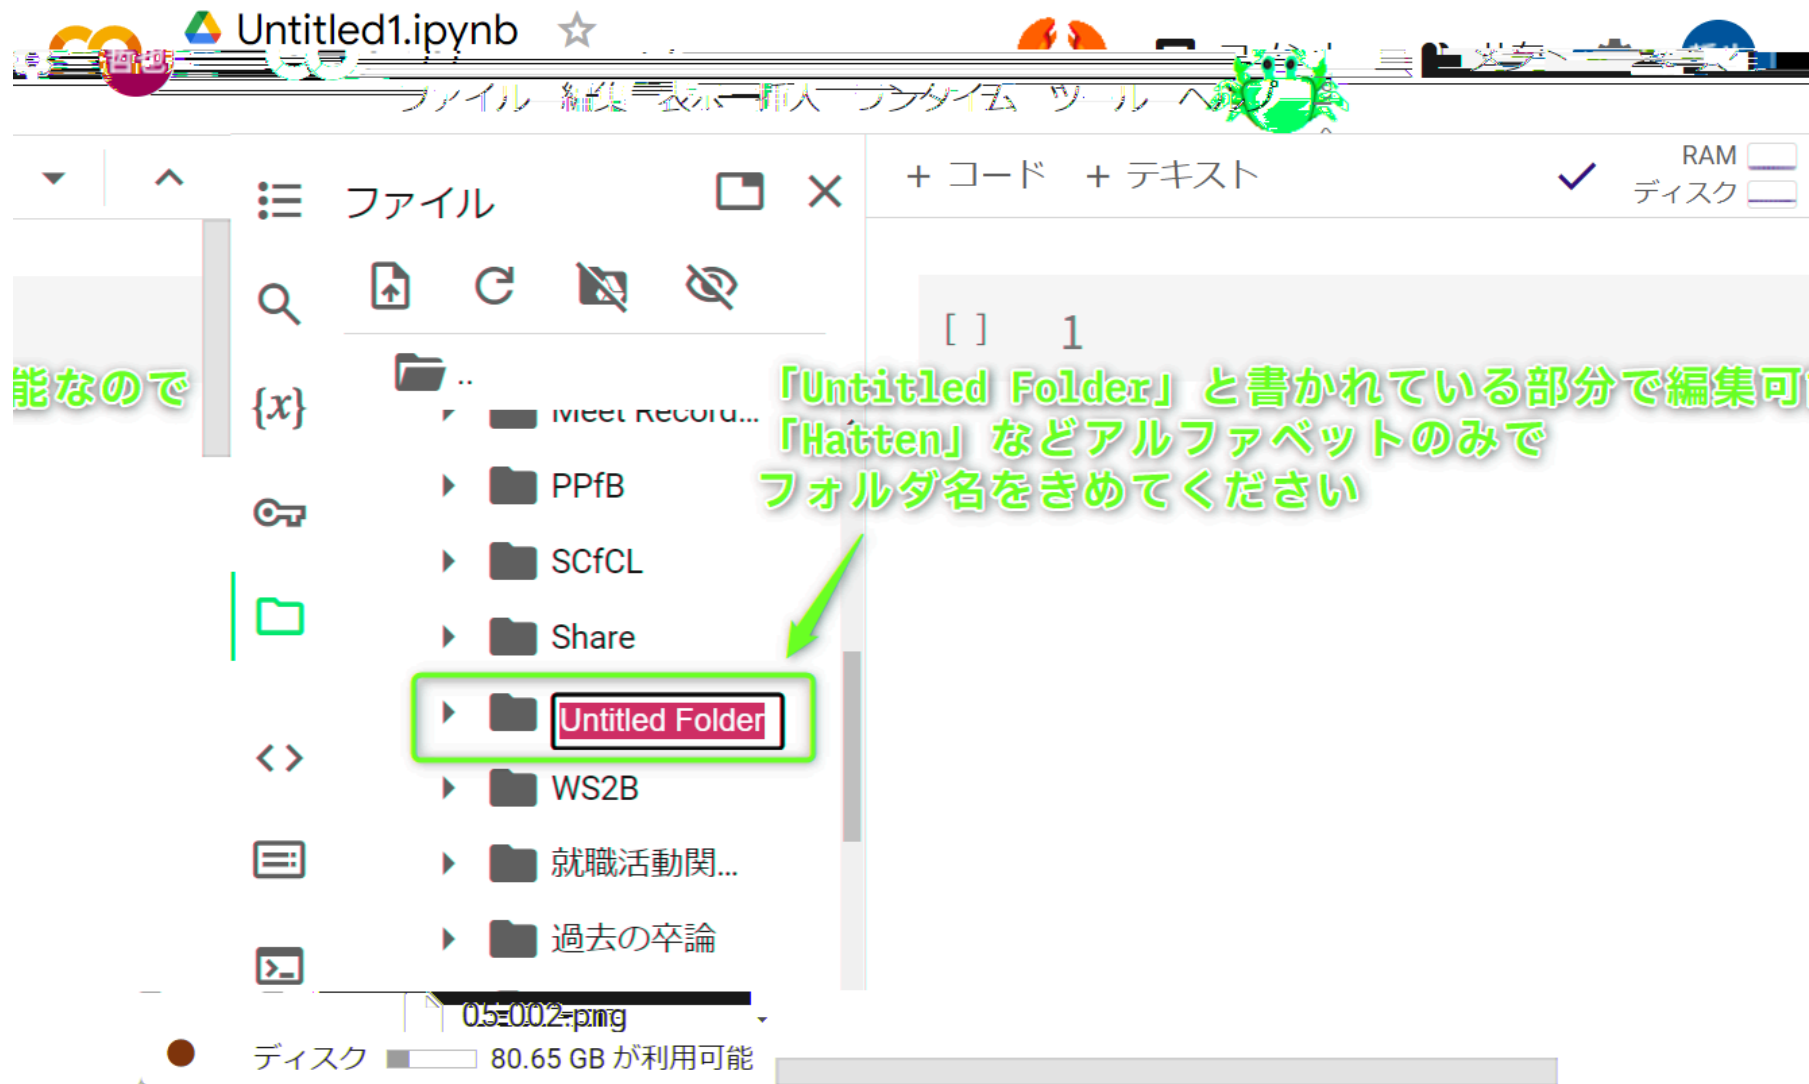 Untitled1.ipynb
ファイル 編集 表示 挿入 ランタイム ツール ヘルプ
ファイル
+ コード + テキスト
RAM
ディスク
[ ] 1
{x}
..
Meet Record...
PPfB
SCfCL
Share
Untitled Folder
WS2B
就職活動関...
過去の卒論
能なので
「Untitled Folder」と書かれている部分で編集可
「Hatten」などアルファベットのみで
フォルダ名をきめてください
05-002-png
ディスク 80.65 GB が利用可能